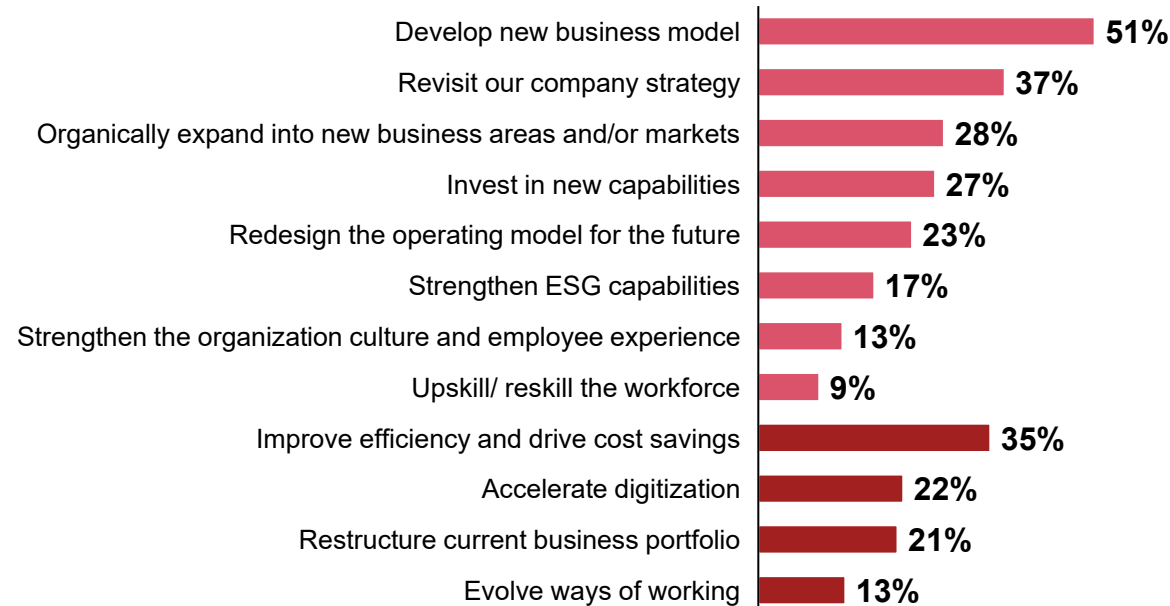 Develop new business model 51%
Revisit our company strategy 37%
Organically expand into new business areas and/or markets 28%
Invest in new capabilities 27%
Redesign the operating model for the future 23%
Strengthen ESG capabilities 17%
Strengthen the organization culture and employee experience 13%
Upskill/ reskill the workforce 9%
Improve efficiency and drive cost savings 35%
Accelerate digitization 22%
Restructure current business portfolio 21%
Evolve ways of working 13%